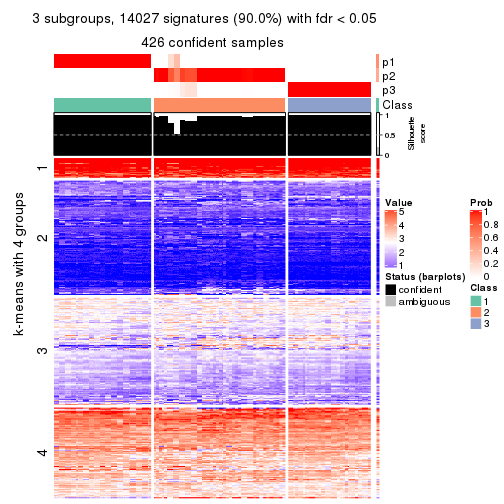 3 subgroups, 14027 signatures (90.0%) with fdr < 0.05
426 confident samples
p1
p2
p3
Class
1
0.5
0
Silhouette
score
k-means with 4 groups
1
2
3
4
Value
5
4
3
2
1
Prob
1
0.8
0.6
0.4
0.2
0
Status (barplots)
confident
ambiguous
Class
1
2
3